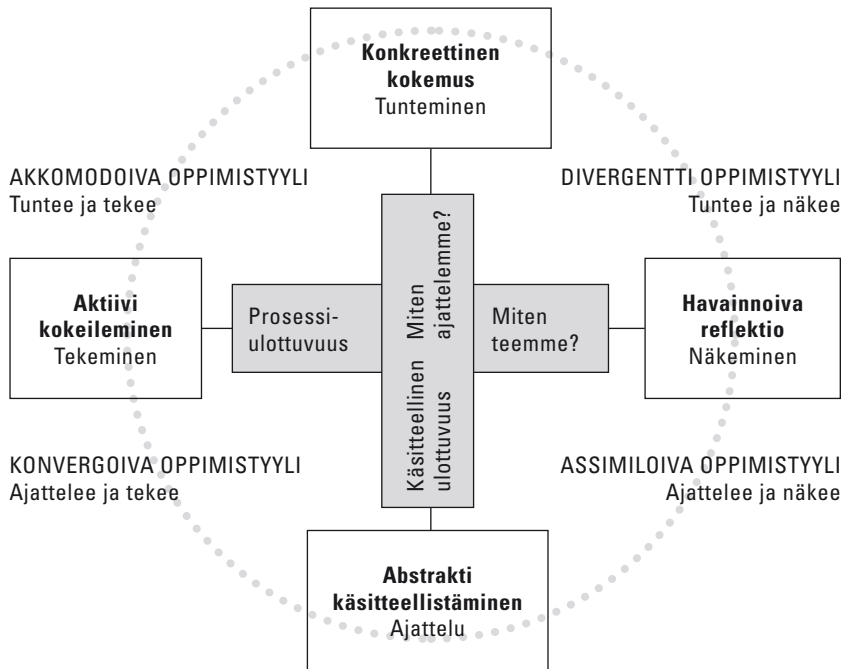 Konkreettinen
kokemus
Tunteminen
AKKOMODOIVA OPPIMISTYYLI
Tuntee ja tekee
DIVERGENTTI OPPIMISTYYLI
Tuntee ja näkee
Aktiivi
kokeileminen
Tekeminen
Prosessi-
ulottuvuus
Miten
ajattelemme?
Käsitteellinen
ulottuvuus
Miten
teemme?
Havainnoiva
reflektio
Näkeminen
KONVERGOIVA OPPIMISTYYLI
Ajattelee ja tekee
ASSIMILOIVA OPPIMISTYYLI
Ajattelee ja näkee
Abstrakti
käsitteellistäminen
Ajattelu